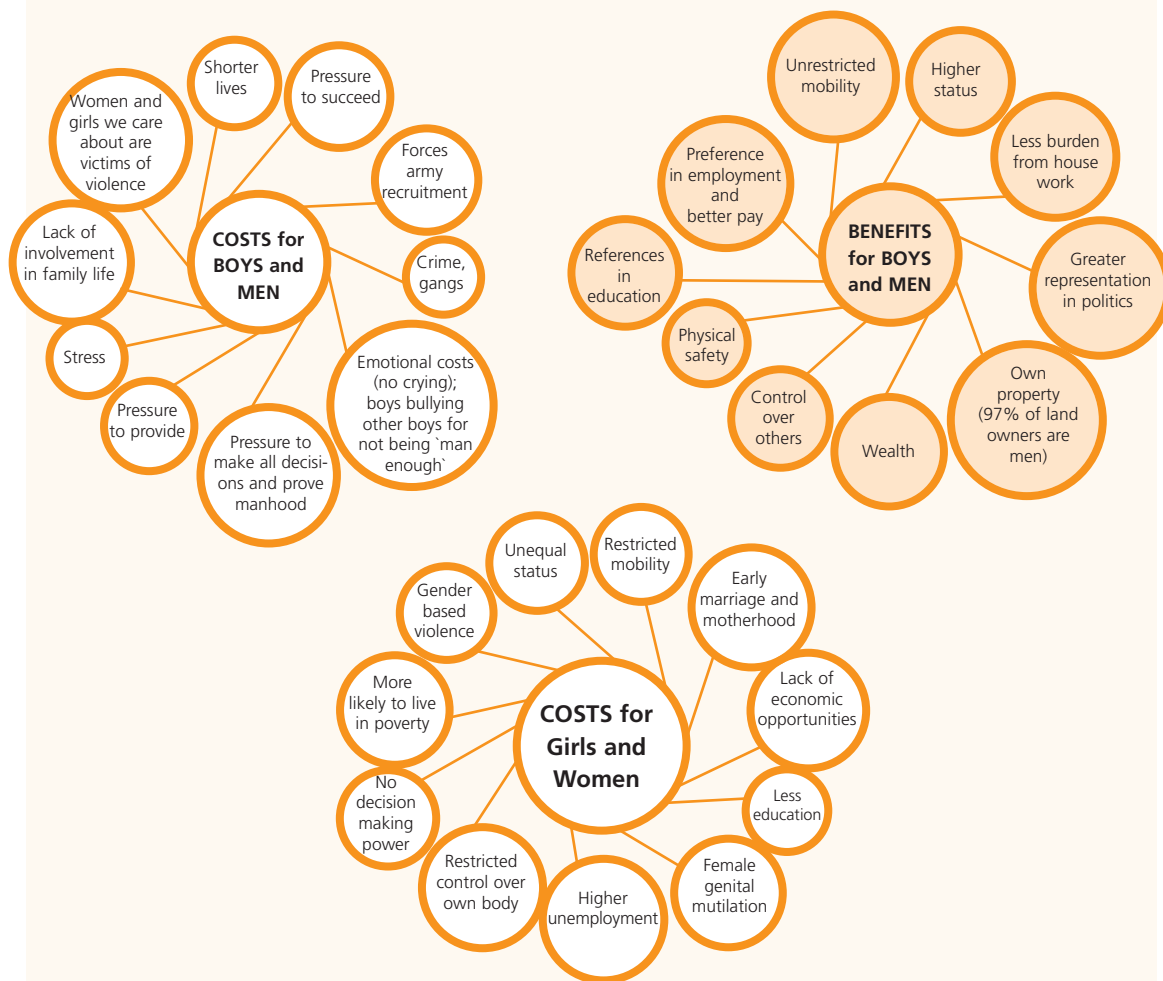 COSTS for
BOYS and
MEN
Shorter
lives
Pressure
to succeed
Forces
army
recruitment
Crime,
gangs
Emotional costs
(no crying);
boys bullying
other boys for
not being `man
enough`
Pressure to
make all decisi-
ons and prove
manhood
Pressure
to provide
Stress
Lack of
involvement
in family life
Women and
girls we care
about are
victims of
violence
BENEFITS
for BOYS
and MEN
Unrestricted
mobility
Higher
status
Less burden
from house
work
Greater
representation
in politics
Own
property
(97% of land
owners are
men)
Wealth
Control
over
others
Physical
safety
References
in
education
Preference
in employment
and
better pay
COSTS for
Girls and
Women
Unequal
status
Restricted
mobility
Early
marriage and
motherhood
Lack of
economic
opportunities
Less
education
Female
genital
mutilation
Higher
unemployment
Restricted
control over
own body
No
decision
making
power
More
likely to live
in poverty
Gender
based
violence